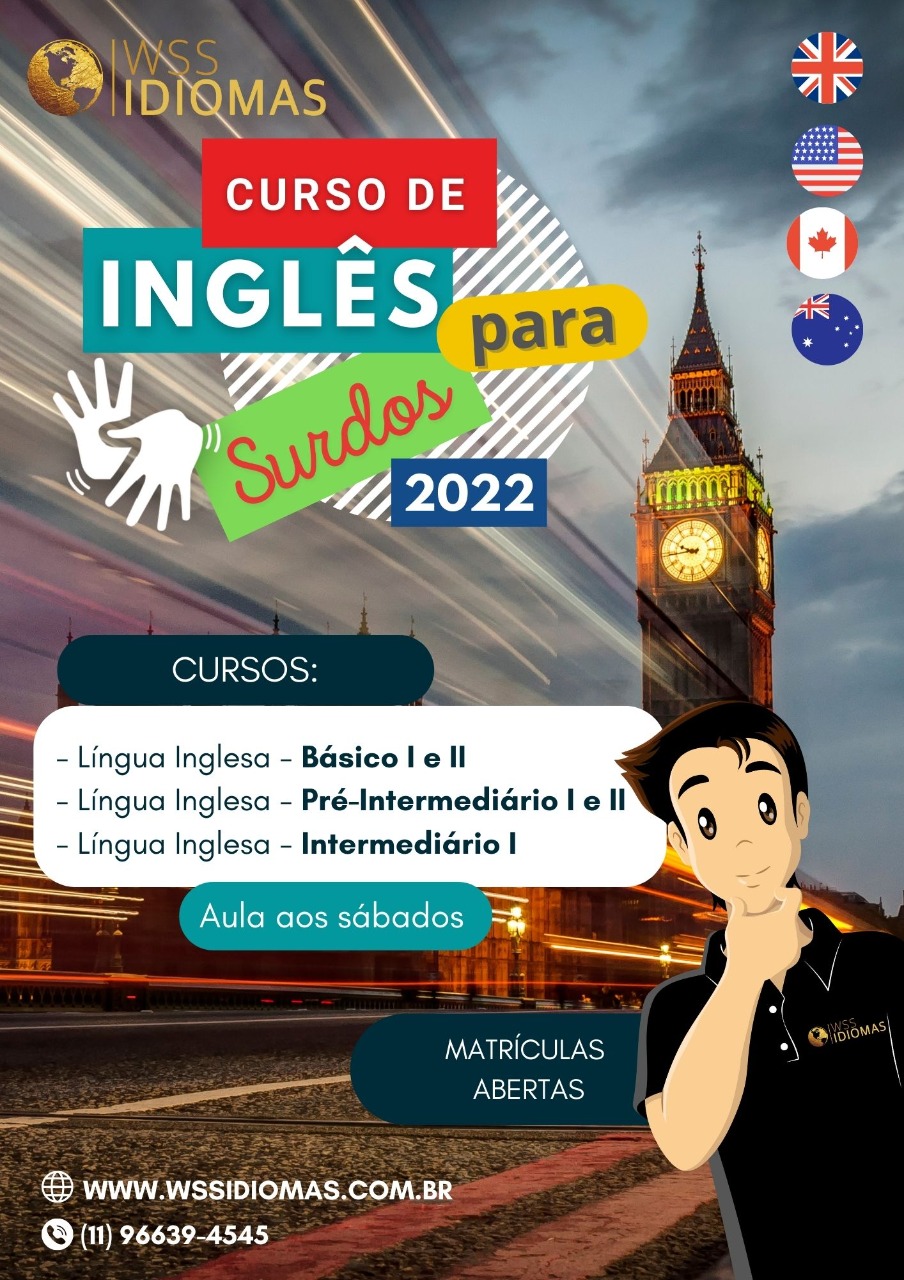 WSS
IDIOMAS
CURSO DE
INGLÊS
para
Surdos
2022
CURSOS:
- Língua Inglesa - Básico I e II
- Língua Inglesa - Pré-Intermediário I e II
- Língua Inglesa - Intermediário I
Aula aos sábados
MATRÍCULAS
ABERTAS
WSS
IDIOMAS
WWW.WSSIDIOMAS.COM.BR
(11) 96639-4545